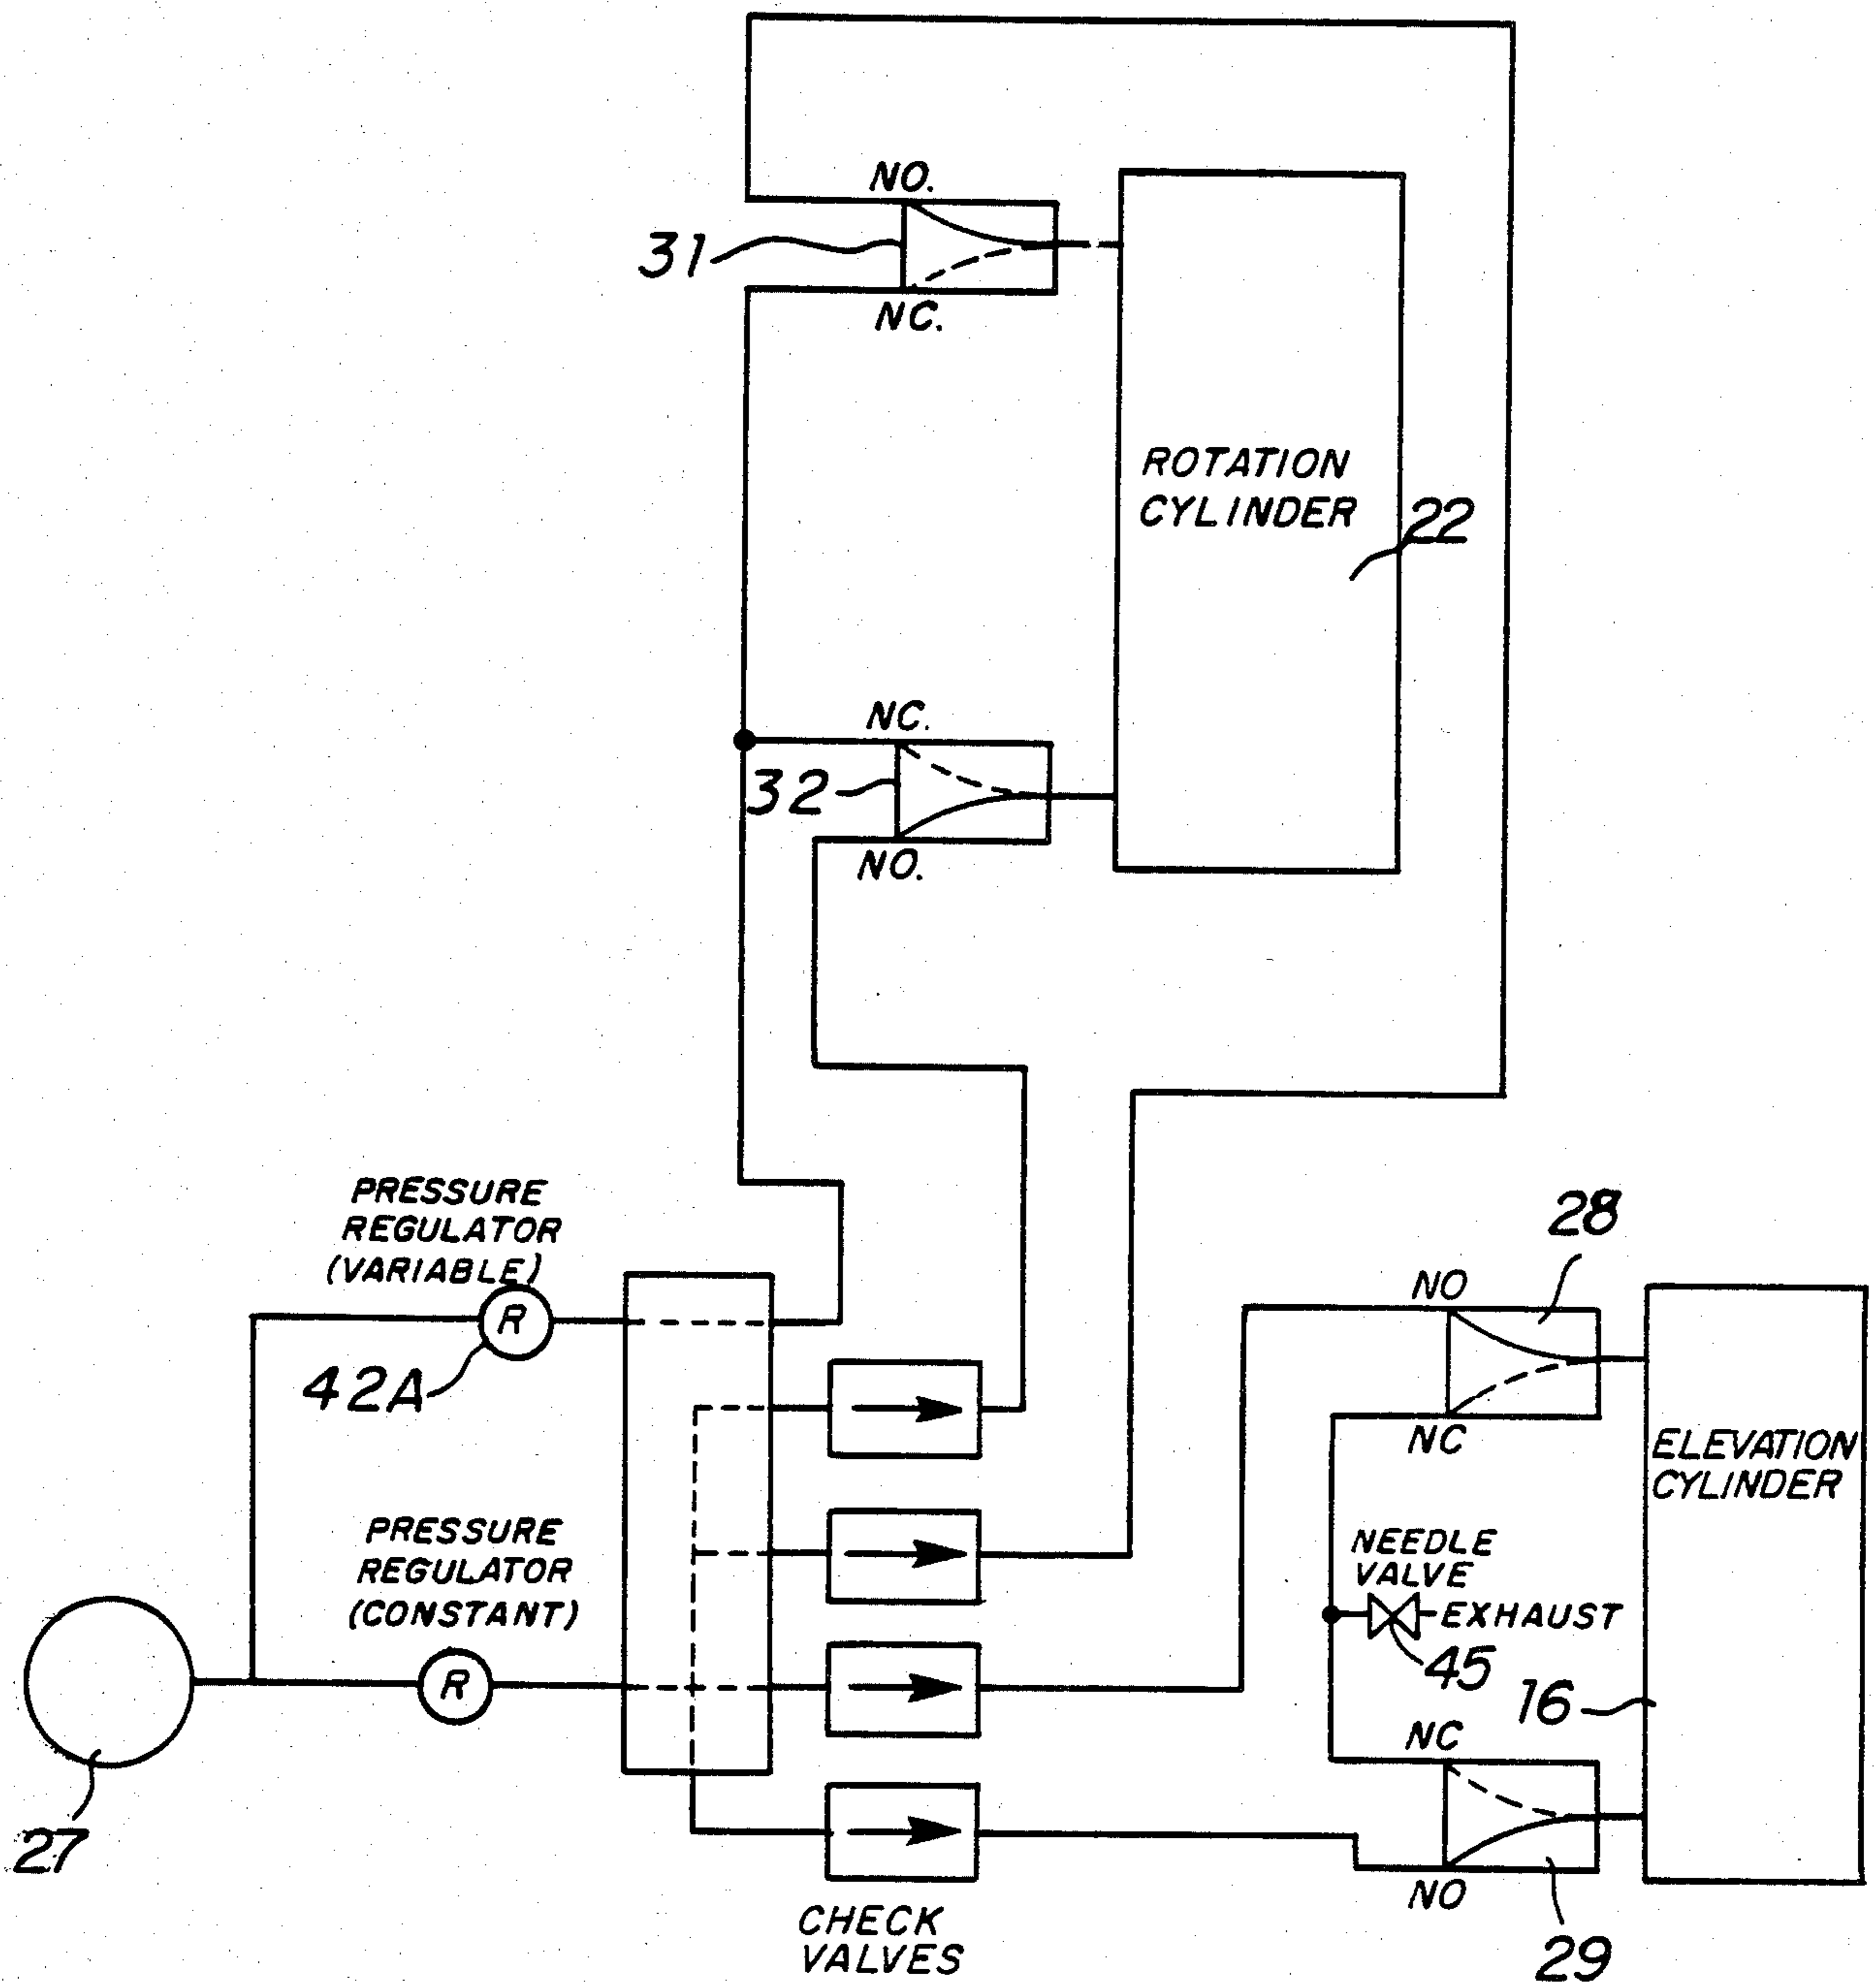 NO.
31
NC.
ROTATION
CYLINDER
22
NC.
32
NO.
PRESSURE
REGULATOR
(VARIABLE)
R
42A
28
NO
NC
ELEVATION
CYLINDER
PRESSURE
REGULATOR
(CONSTANT)
R
NEEDLE
VALVE
EXHAUST
45
16
NC
27
NO
29
CHECK
VALVES